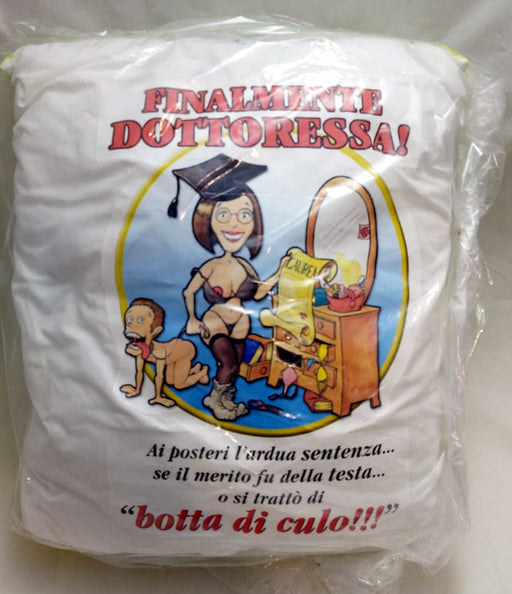 FINALMENTE
DOTTORESSA!
LAUREA
Ai posteri l'ardua sentenza...
se il merito fu della testa...
o si trattò di
“botta di culo!!!”